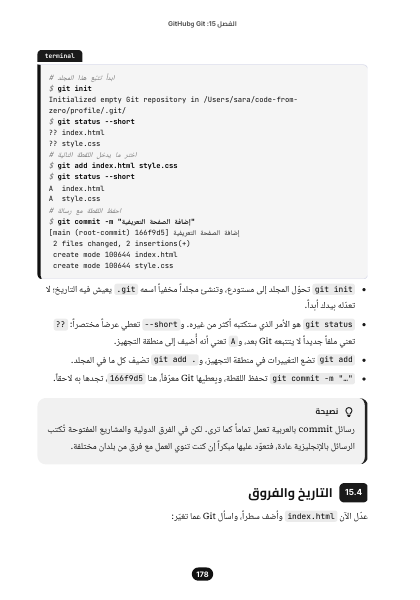 الفصل 15: Git وGitHub
terminal
# ابدأ تتبّع هذا المجلد
$ git init
Initialized empty Git repository in /Users/sara/code-from-
zero/profile/.git/
$ git status --short
?? index.html
?? style.css
# اختر ما يدخل اللقطة التالية
$ git add index.html style.css
$ git status --short
A  index.html
A  style.css
# احفظ اللقطة مع رسالة
$ git commit -m "إضافة الصفحة التعريفية"
[main (root-commit) 166f9d5] إضافة الصفحة التعريفية
 2 files changed, 2 insertions(+)
 create mode 100644 index.html
 create mode 100644 style.css
• git init تحوّل المجلد إلى مستودع، وتنشئ مجلداً مخفياً اسمه .git يعيش فيه التاريخ؛ لا
تعدّله بيدك أبداً.
• git status هو الأمر الذي ستكتبه أكثر من غيره. و --short تعطي عرضاً مختصراً: ??
تعني ملفاً جديداً لا يتتبعه Git بعد، و A تعني أنه أُضيف إلى منطقة التجهيز.
• git add تضع التغييرات في منطقة التجهيز، و git add . تضيف كل ما في المجلد.
• git commit -m "…" تحفظ اللقطة، ويعطيها Git معرّفاً، هنا 166f9d5، تجدها به لاحقاً.
نصيحة
رسائل commit بالعربية تعمل تماماً كما ترى. لكن في الفرق الدولية والمشاريع المفتوحة تُكتب
الرسائل بالإنجليزية عادة، فتعوّد عليها مبكراً إن كنت تنوي العمل مع فرق من بلدان مختلفة.
15.4 التاريخ والفروق
عدّل الآن index.html وأضف سطراً، واسأل Git عما تغيّر:
178